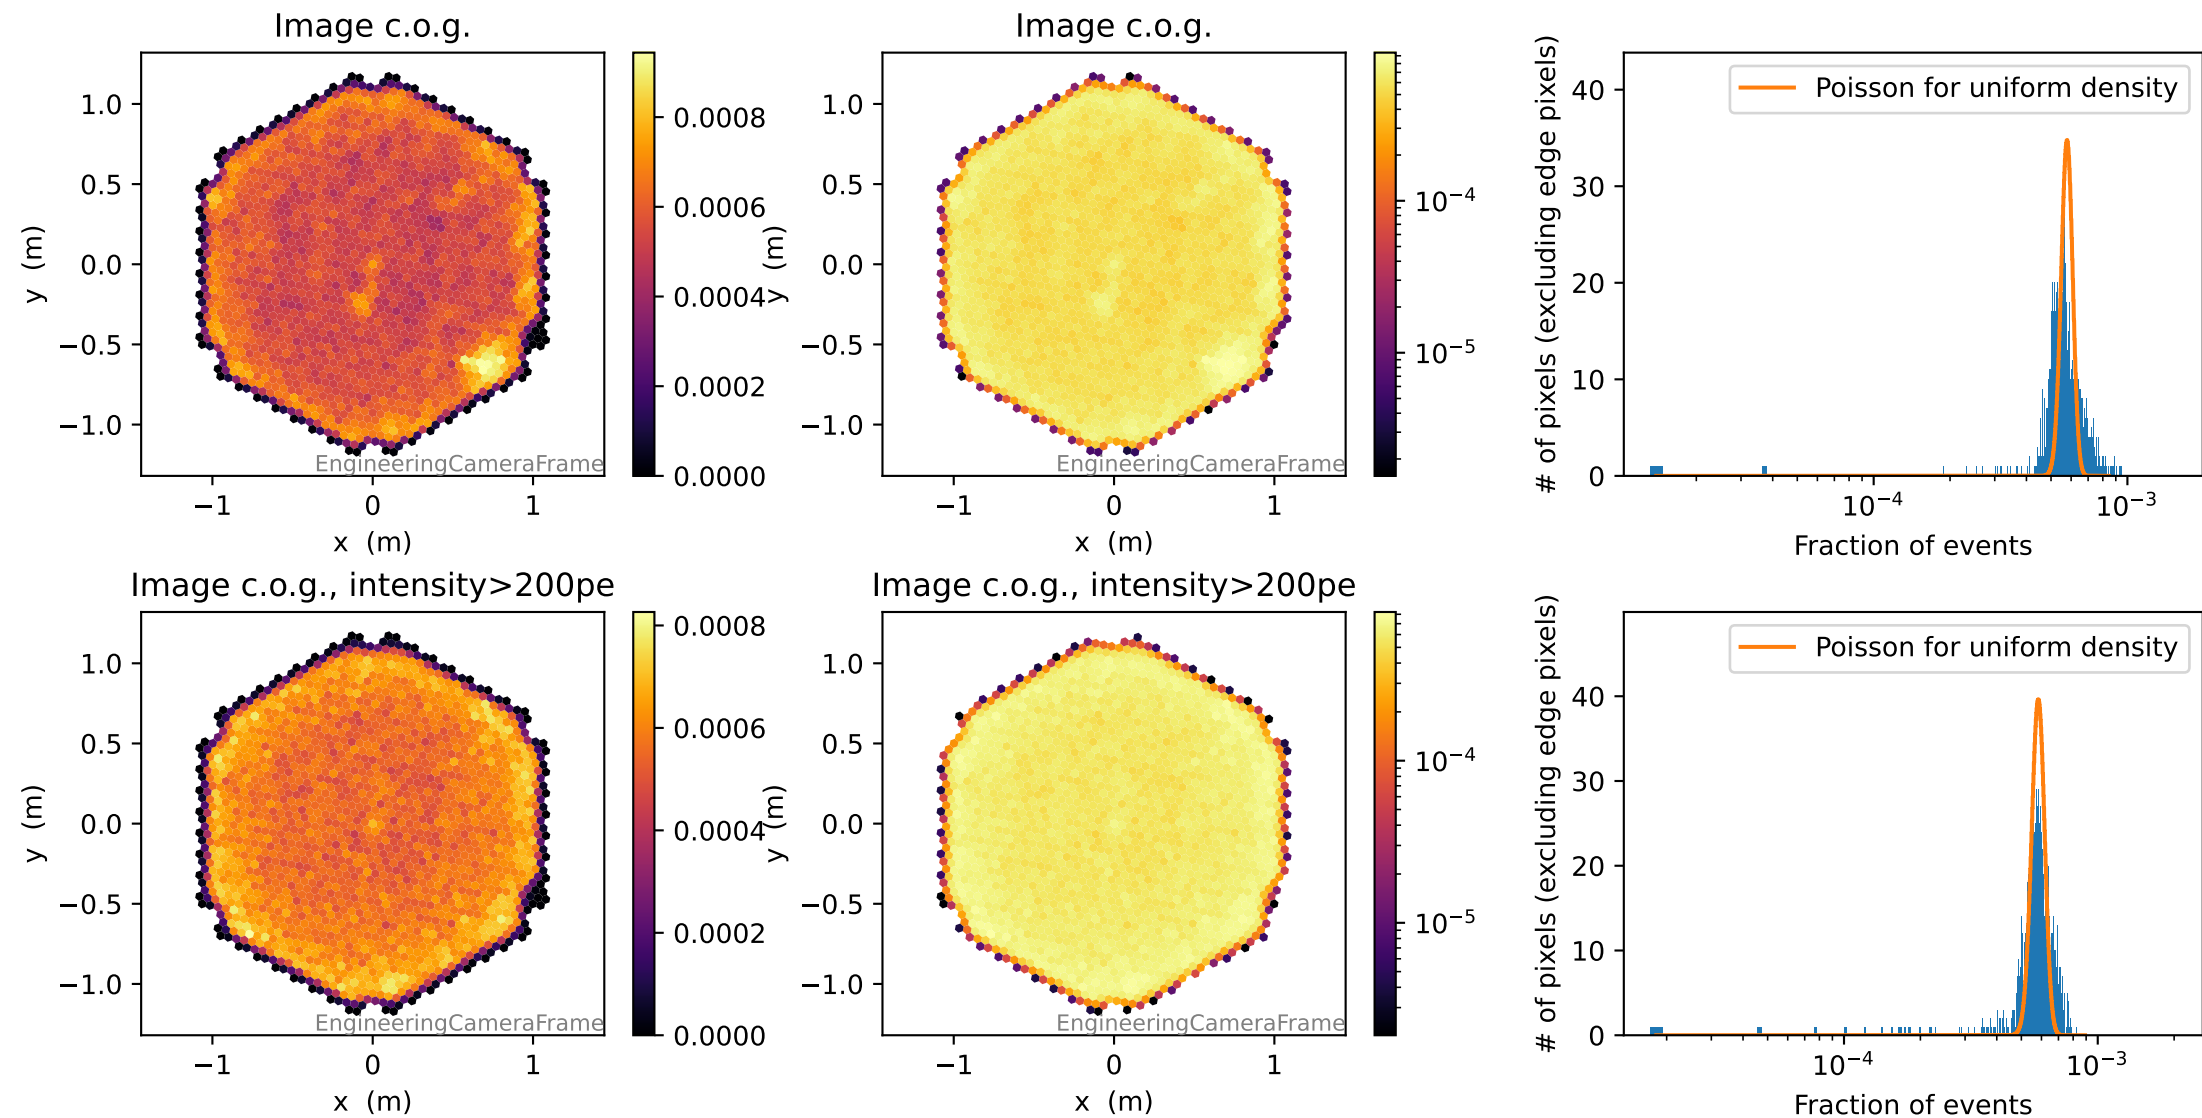 Image c.o.g.
1.0
0.5
0.0
−0.5
−1.0
y (m)
−1
0
1
x (m)
EngineeringCameraFrame
0.0008
0.0006
0.0004
0.0002
0.0000
Image c.o.g.
1.0
0.5
0.0
−0.5
−1.0
y (m)
−1
0
1
x (m)
EngineeringCameraFrame
10⁻⁴
10⁻⁵
# of pixels (excluding edge pixels)
40
30
20
10
0
Poisson for uniform density
10⁻⁴
10⁻³
Fraction of events
Image c.o.g., intensity>200pe
1.0
0.5
0.0
−0.5
−1.0
y (m)
−1
0
1
x (m)
EngineeringCameraFrame
0.0008
0.0006
0.0004
0.0002
0.0000
Image c.o.g., intensity>200pe
1.0
0.5
0.0
−0.5
−1.0
y (m)
−1
0
1
x (m)
EngineeringCameraFrame
10⁻⁴
10⁻⁵
# of pixels (excluding edge pixels)
40
30
20
10
0
Poisson for uniform density
10⁻⁴
10⁻³
Fraction of events